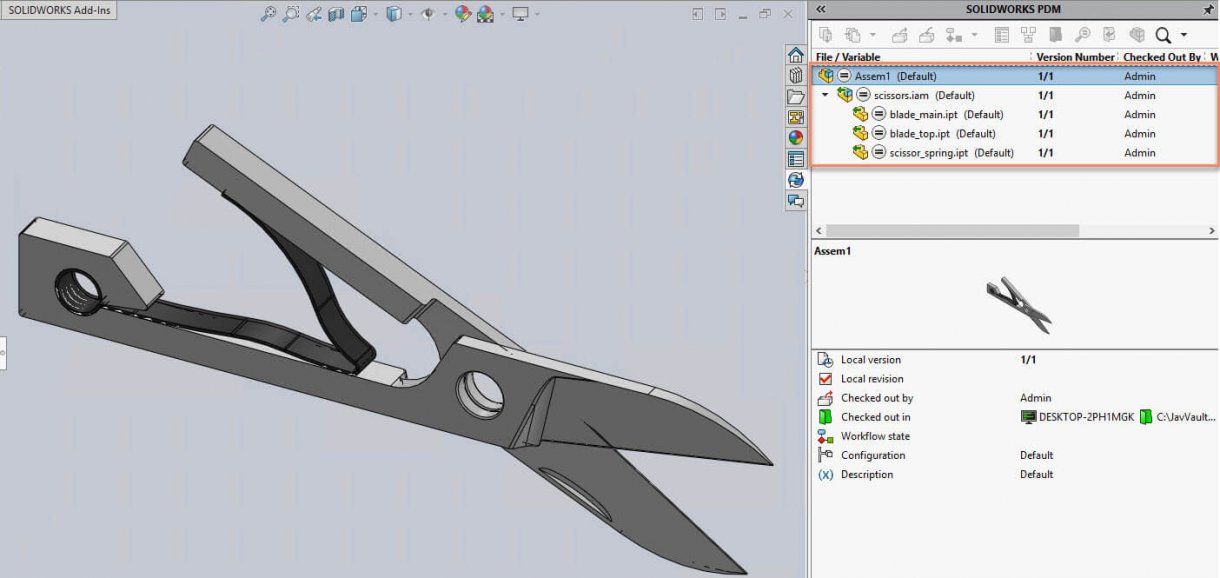 SOLIDWORKS Add-Ins
SOLIDWORKS PDM
File / Variable Version Number Checked Out By W
Assem1 (Default) 1/1 Admin
scissors.iam (Default) 1/1 Admin
blade_main.ipt (Default) 1/1 Admin
blade_top.ipt (Default) 1/1 Admin
scissor_spring.ipt (Default) 1/1 Admin
Assem1
Local version 1/1
Local revision
Checked out by Admin
Checked out in DESKTOP-2PH1MGK C:\JavVault...
Workflow state
Configuration Default
(x) Description Default